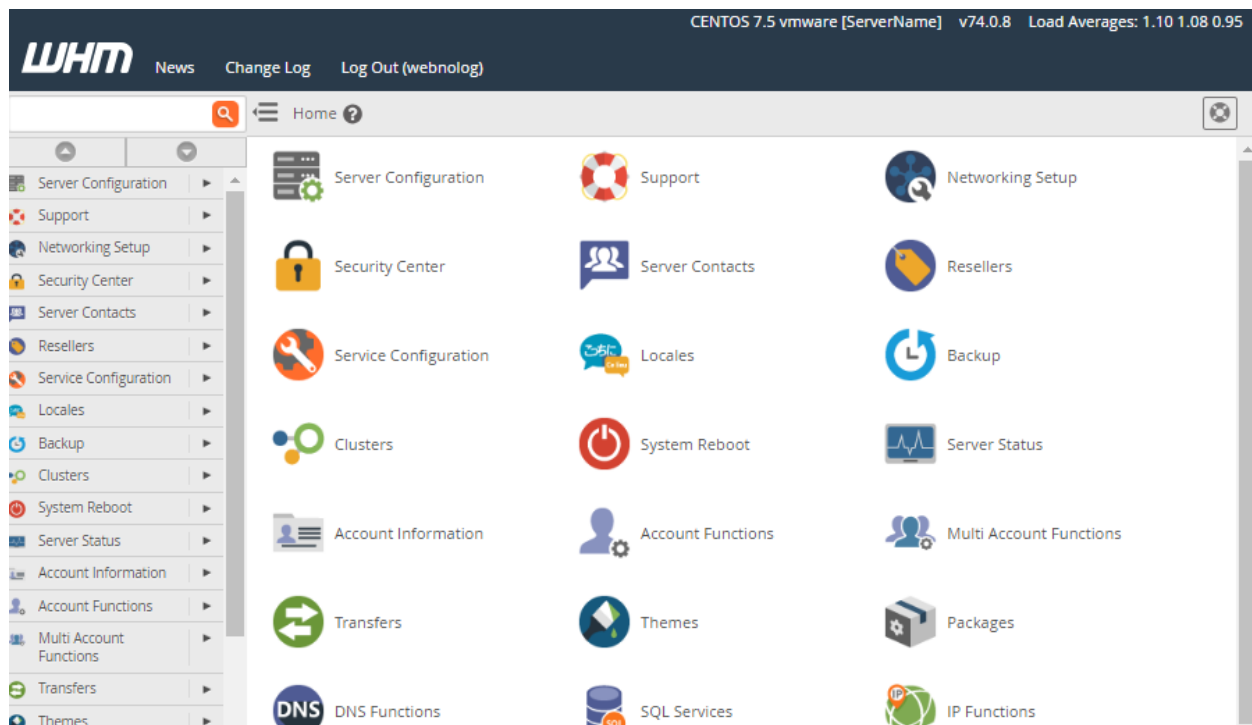 CENTOS 7.5 vmware [ServerName] v74.0.8 Load Averages: 1.10 1.08 0.95
WHM News Change Log Log Out (webnolog)
Home
Server Configuration
Support
Networking Setup
Security Center
Server Contacts
Resellers
Service Configuration
Locales
Backup
Clusters
System Reboot
Server Status
Account Information
Account Functions
Multi Account
Functions
Transfers
Themes
Server Configuration
Support
Networking Setup
Security Center
Server Contacts
Resellers
Service Configuration
Locales
Backup
Clusters
System Reboot
Server Status
Account Information
Account Functions
Multi Account Functions
Transfers
Themes
Packages
DNS
DNS Functions
SQL
SQL Services
IP
IP Functions